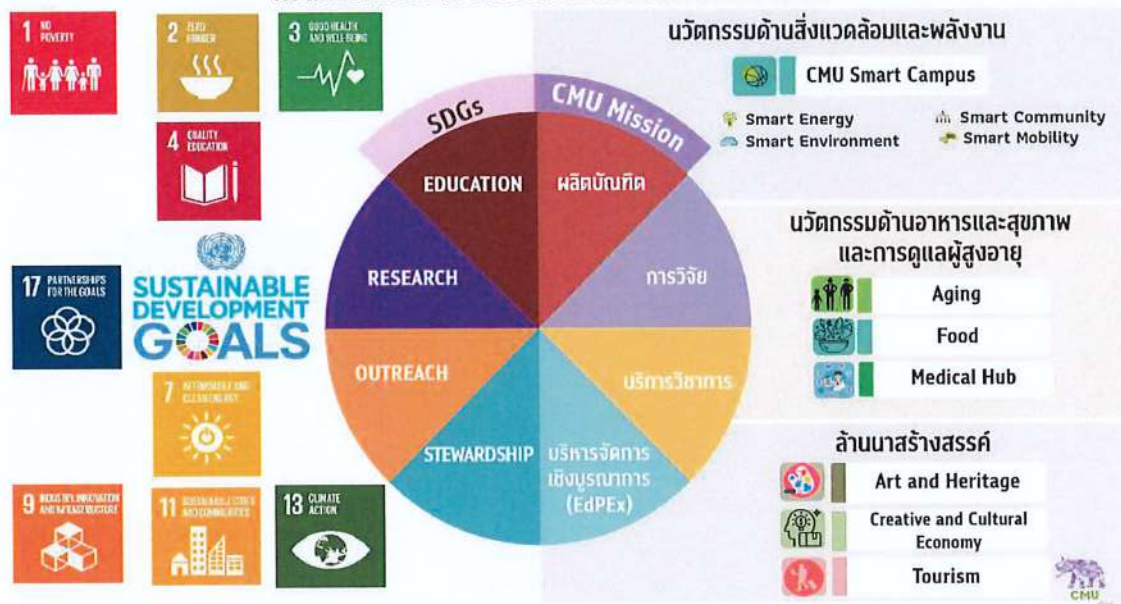 1 NO
POVERTY
2 ZERO
HUNGER
3 GOOD HEALTH
AND WELL-BEING
4 QUALITY
EDUCATION
17 PARTNERSHIPS
FOR THE GOALS
SUSTAINABLE
DEVELOPMENT
GOALS
7 AFFORDABLE AND
CLEAN ENERGY
9 INDUSTRY, INNOVATION
AND INFRASTRUCTURE
11 SUSTAINABLE CITIES
AND COMMUNITIES
13 CLIMATE
ACTION
SDGs
CMU Mission
EDUCATION
ผลิตบัณฑิต
RESEARCH
การวิจัย
OUTREACH
บริการวิชาการ
STEWARDSHIP
บริหารจัดการ
เชิงบูรณาการ
(EdPEx)
นวัตกรรมด้านสิ่งแวดล้อมและพลังงาน
CMU Smart Campus
Smart Energy
Smart Community
Smart Environment
Smart Mobility
นวัตกรรมด้านอาหารและสุขภาพ
และการดูแลผู้สูงอายุ
Aging
Food
Medical Hub
ล้านนาสร้างสรรค์
Art and Heritage
Creative and Cultural
Economy
Tourism
CMU